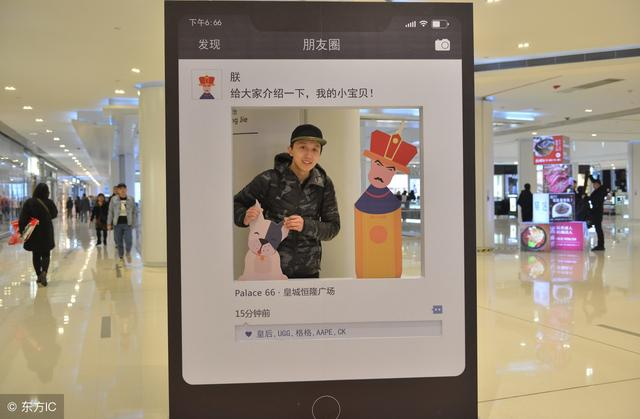 下午6:66
发现
朋友圈
朕
给大家介绍一下，我的小宝贝！
Palace 66 · 皇城恒隆广场
15分钟前
皇后,UGG,格格,AAPE,CK
© 东方IC